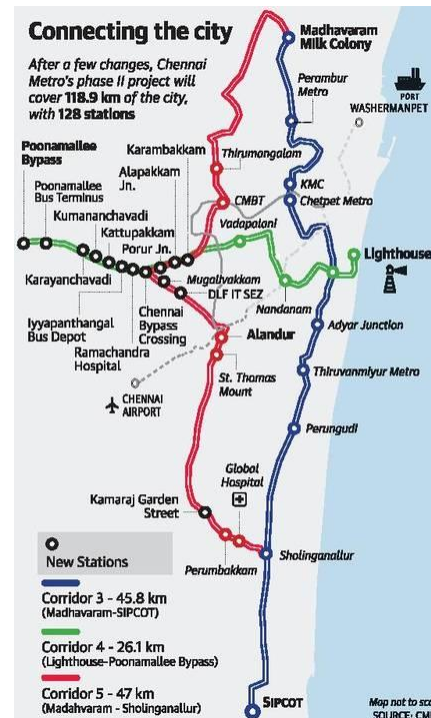 Connecting the city
After a few changes, Chennai
Metro's phase II project will
cover 118.9 km of the city,
with 128 stations
Madhavaram
Milk Colony
Perambur
Metro
PORT
WASHERMANPET
Poonamallee
Bypass
Karambakkam
Thirumongalam
Alapakkam
Jn.
Poonamallee
Bus Terminus
KMC
CMBT
Chetpet Metro
Kumananchavadi
Vadapalani
Kattupakkam
Porur Jn.
Lighthouse
Karayanchavadi
Mugalivakkam
DLF IT SEZ
Nandanam
Iyyapanthangal
Bus Depot
Chennai
Bypass
Crossing
Adyar Junction
Alandur
Ramachandra
Hospital
Thiruvanmiyur Metro
St. Thomas
Mount
CHENNAI
AIRPORT
Perungudi
Global
Hospital
Kamaraj Garden
Street
New Stations
Sholinganallur
Perumbakkam
Corridor 3 - 45.8 km
(Madhavaram-SIPCOT)
Corridor 4 - 26.1 km
(Lighthouse-Poonamallee Bypass)
Corridor 5 - 47 km
(Madahvaram - Sholinganallur)
SIPCOT
Map not to
SOURCE: